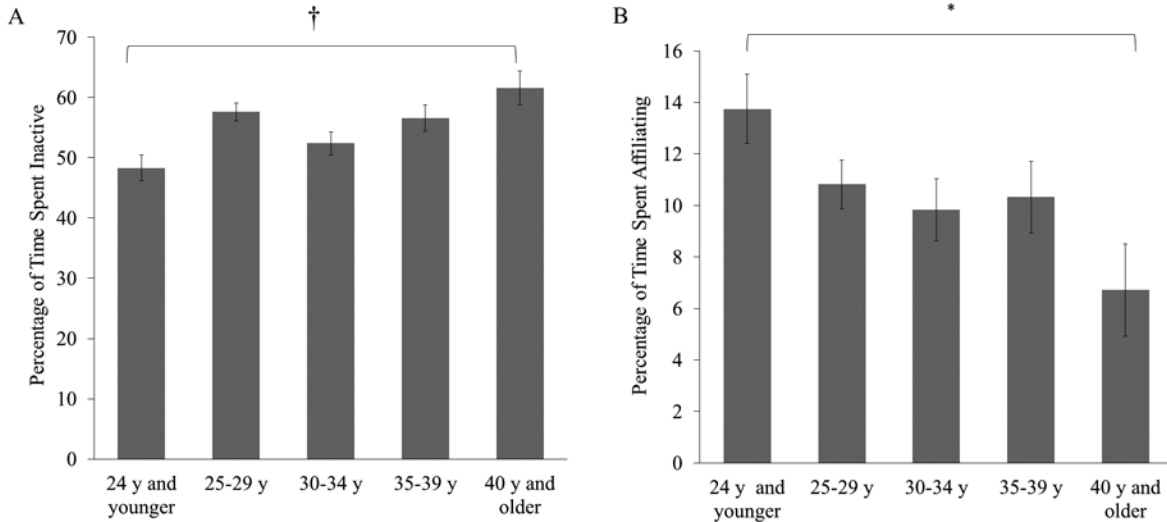 A
†
70
60
50
40
30
20
10
0
Percentage of Time Spent Inactive
24 y and
younger
25-29 y
30-34 y
35-39 y
40 y and
older
B
*
16
14
12
10
8
6
4
2
0
Percentage of Time Spent Affiliating
24 y and
younger
25-29 y
30-34 y
35-39 y
40 y and
older